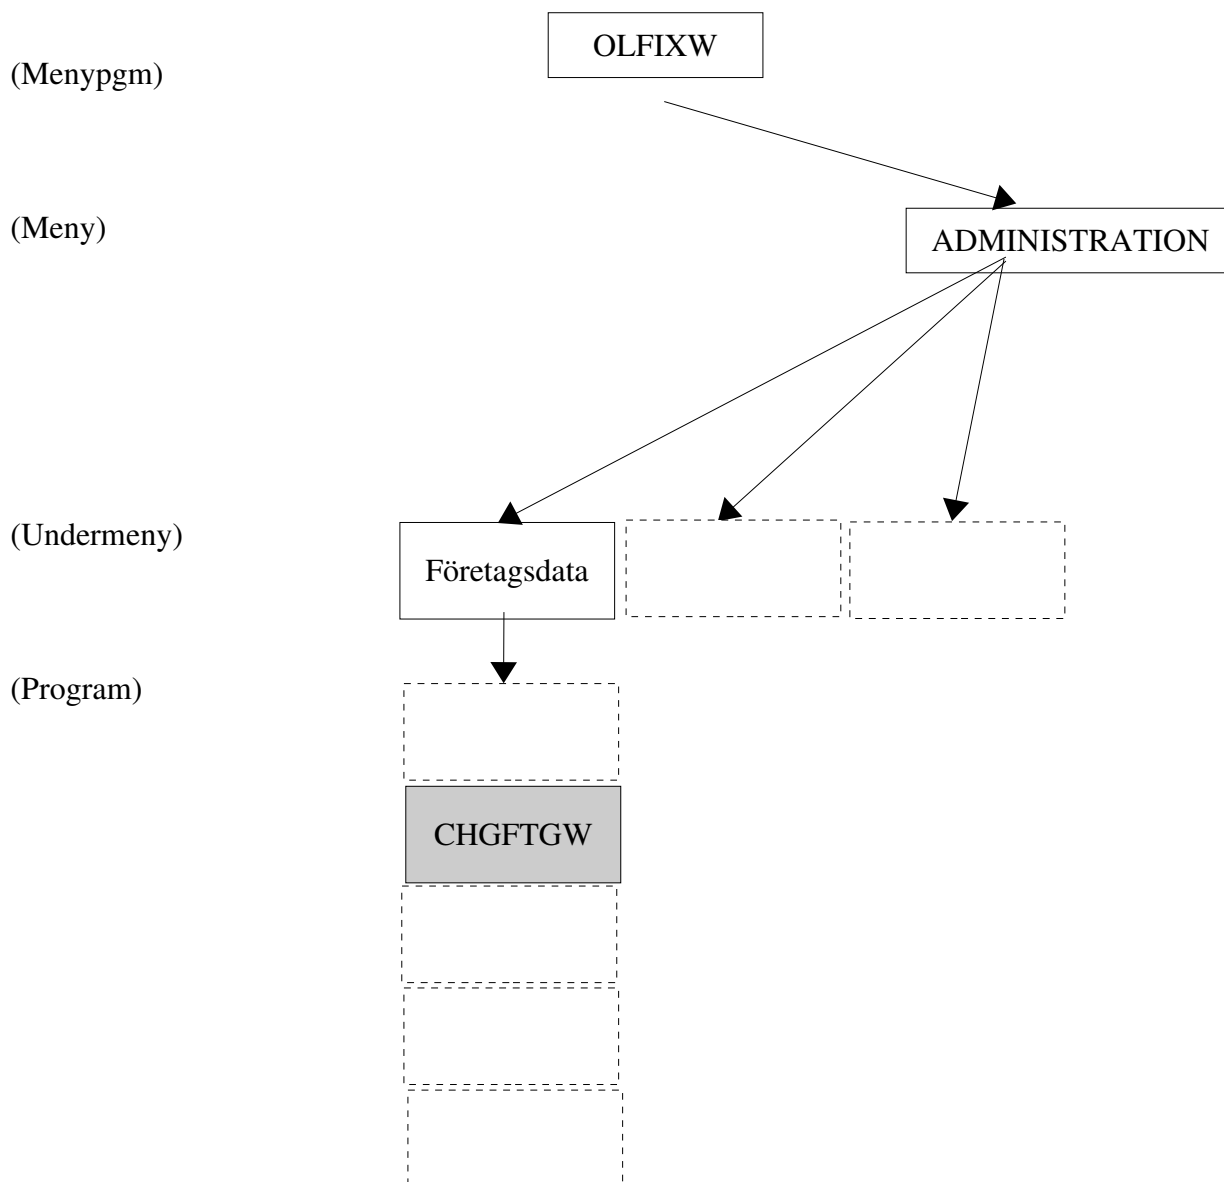 OLFIXW
(Menypgm)
(Meny)
ADMINISTRATION
(Undermeny)
Företagsdata
(Program)
CHGFTGW